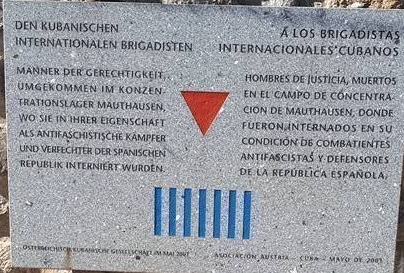 DEN KUBANISCHEN
INTERNATIONALEN BRIGADISTEN
MÄNNER DER GERECHTIGKEIT,
UMGEKOMMEN IM KONZEN-
TRATIONSLAGER MAUTHAUSEN,
WO SIE IN IHRER EIGENSCHAFT
ALS ANTIFASCHISTISCHE KÄMPFER
UND VERFECHTER DER SPANISCHEN
REPUBLIK INTERNIERT WURDEN.
A LOS BRIGADISTAS
INTERNACIONALES CUBANOS
HOMBRES DE JUSTICIA, MUERTOS
EN EL CAMPO DE CONCENTRA-
CION DE MAUTHAUSEN, DONDE
FUERON INTERNADOS EN SU
CONDICIÓN DE COMBATIENTES
ANTIFASCISTAS Y DEFENSORES
DE LA REPÚBLICA ESPAÑOLA.
ÖSTERREICHISCH-KUBANISCHE GESELLSCHAFT IM MAI
ASOCIACIÓN AUSTRIA - CUBA - MAYO DE